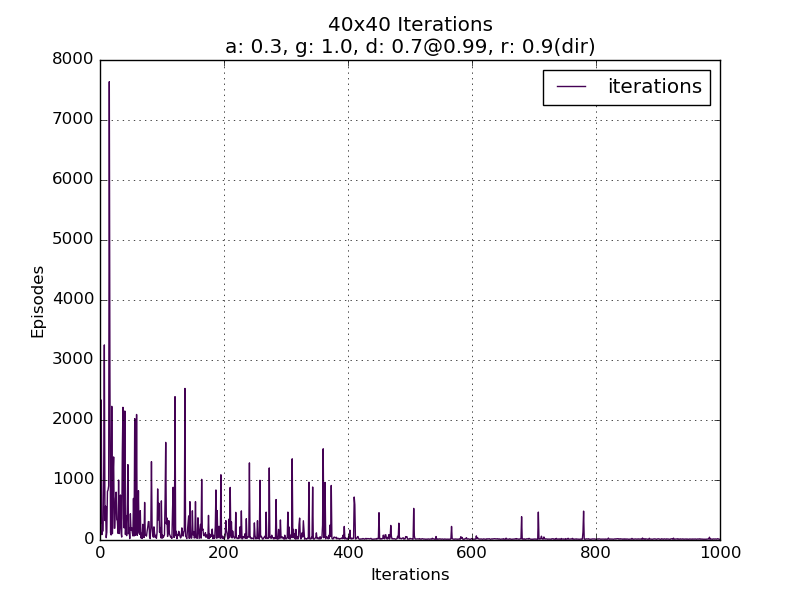 40x40 Iterations
a: 0.3, g: 1.0, d: 0.7@0.99, r: 0.9(dir)
iterations
8000
7000
6000
5000
4000
3000
2000
1000
0
Episodes
0 200 400 600 800 1000
Iterations